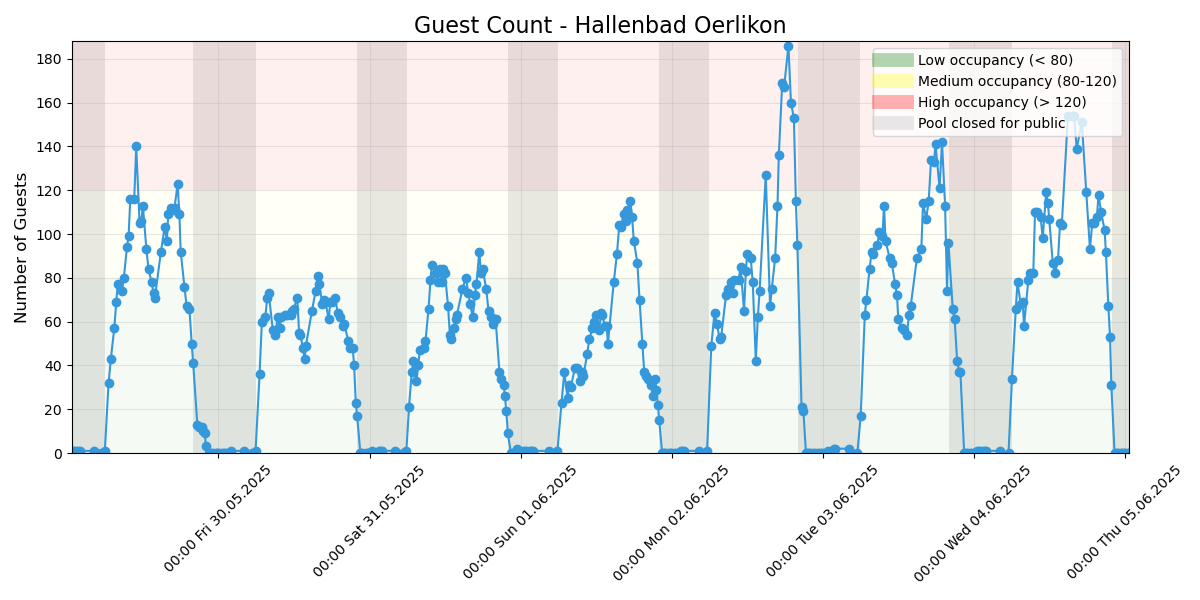 Guest Count - Hallenbad Oerlikon
Number of Guests
180
160
140
120
100
80
60
40
20
0
Low occupancy (< 80)
Medium occupancy (80-120)
High occupancy (> 120)
Pool closed for public
00:00 Fri 30.05.2025
00:00 Sat 31.05.2025
00:00 Sun 01.06.2025
00:00 Mon 02.06.2025
00:00 Tue 03.06.2025
00:00 Wed 04.06.2025
00:00 Thu 05.06.2025